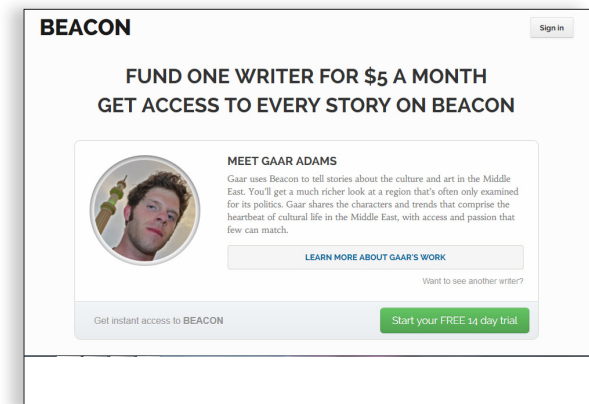 BEACON
Sign in
FUND ONE WRITER FOR $5 A MONTH
GET ACCESS TO EVERY STORY ON BEACON
MEET GAAR ADAMS
Gaar uses Beacon to tell stories about the culture and art in the Middle
East. You'll get a much richer look at a region that's often only examined
for its politics. Gaar shares the characters and trends that comprise the
heartbeat of cultural life in the Middle East, with access and passion that
few can match.
LEARN MORE ABOUT GAAR'S WORK
Want to see another writer?
Get instant access to BEACON
Start your FREE 14 day trial